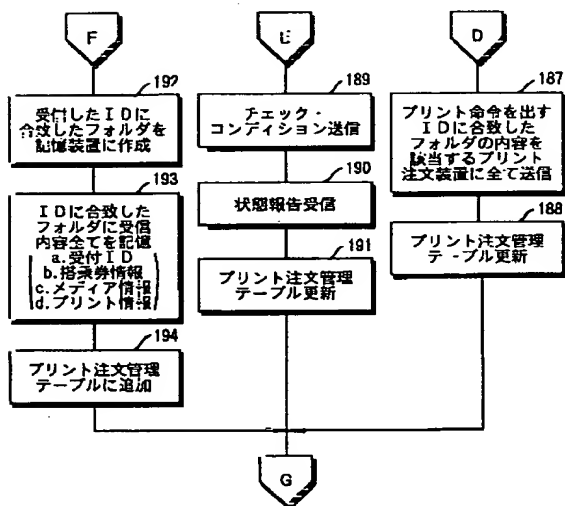 F
192
受信したIDに
合致したフォルダを
記憶装置に作成
193
IDに合致した
フォルダに受信
内容全てを記憶
a.受付ID
b.搭乗券情報
c.メディア情報
d.プリント情報
194
プリント注文管理
テーブルに追加
E
189
チェック・
コンディション送信
190
状態報告受信
191
プリント注文管理
テーブル更新
D
187
プリント命令を出す
IDに合致した
フォルダの内容を
該当するプリント
注文装置に全て送信
188
プリント注文管理
テーブル更新
G